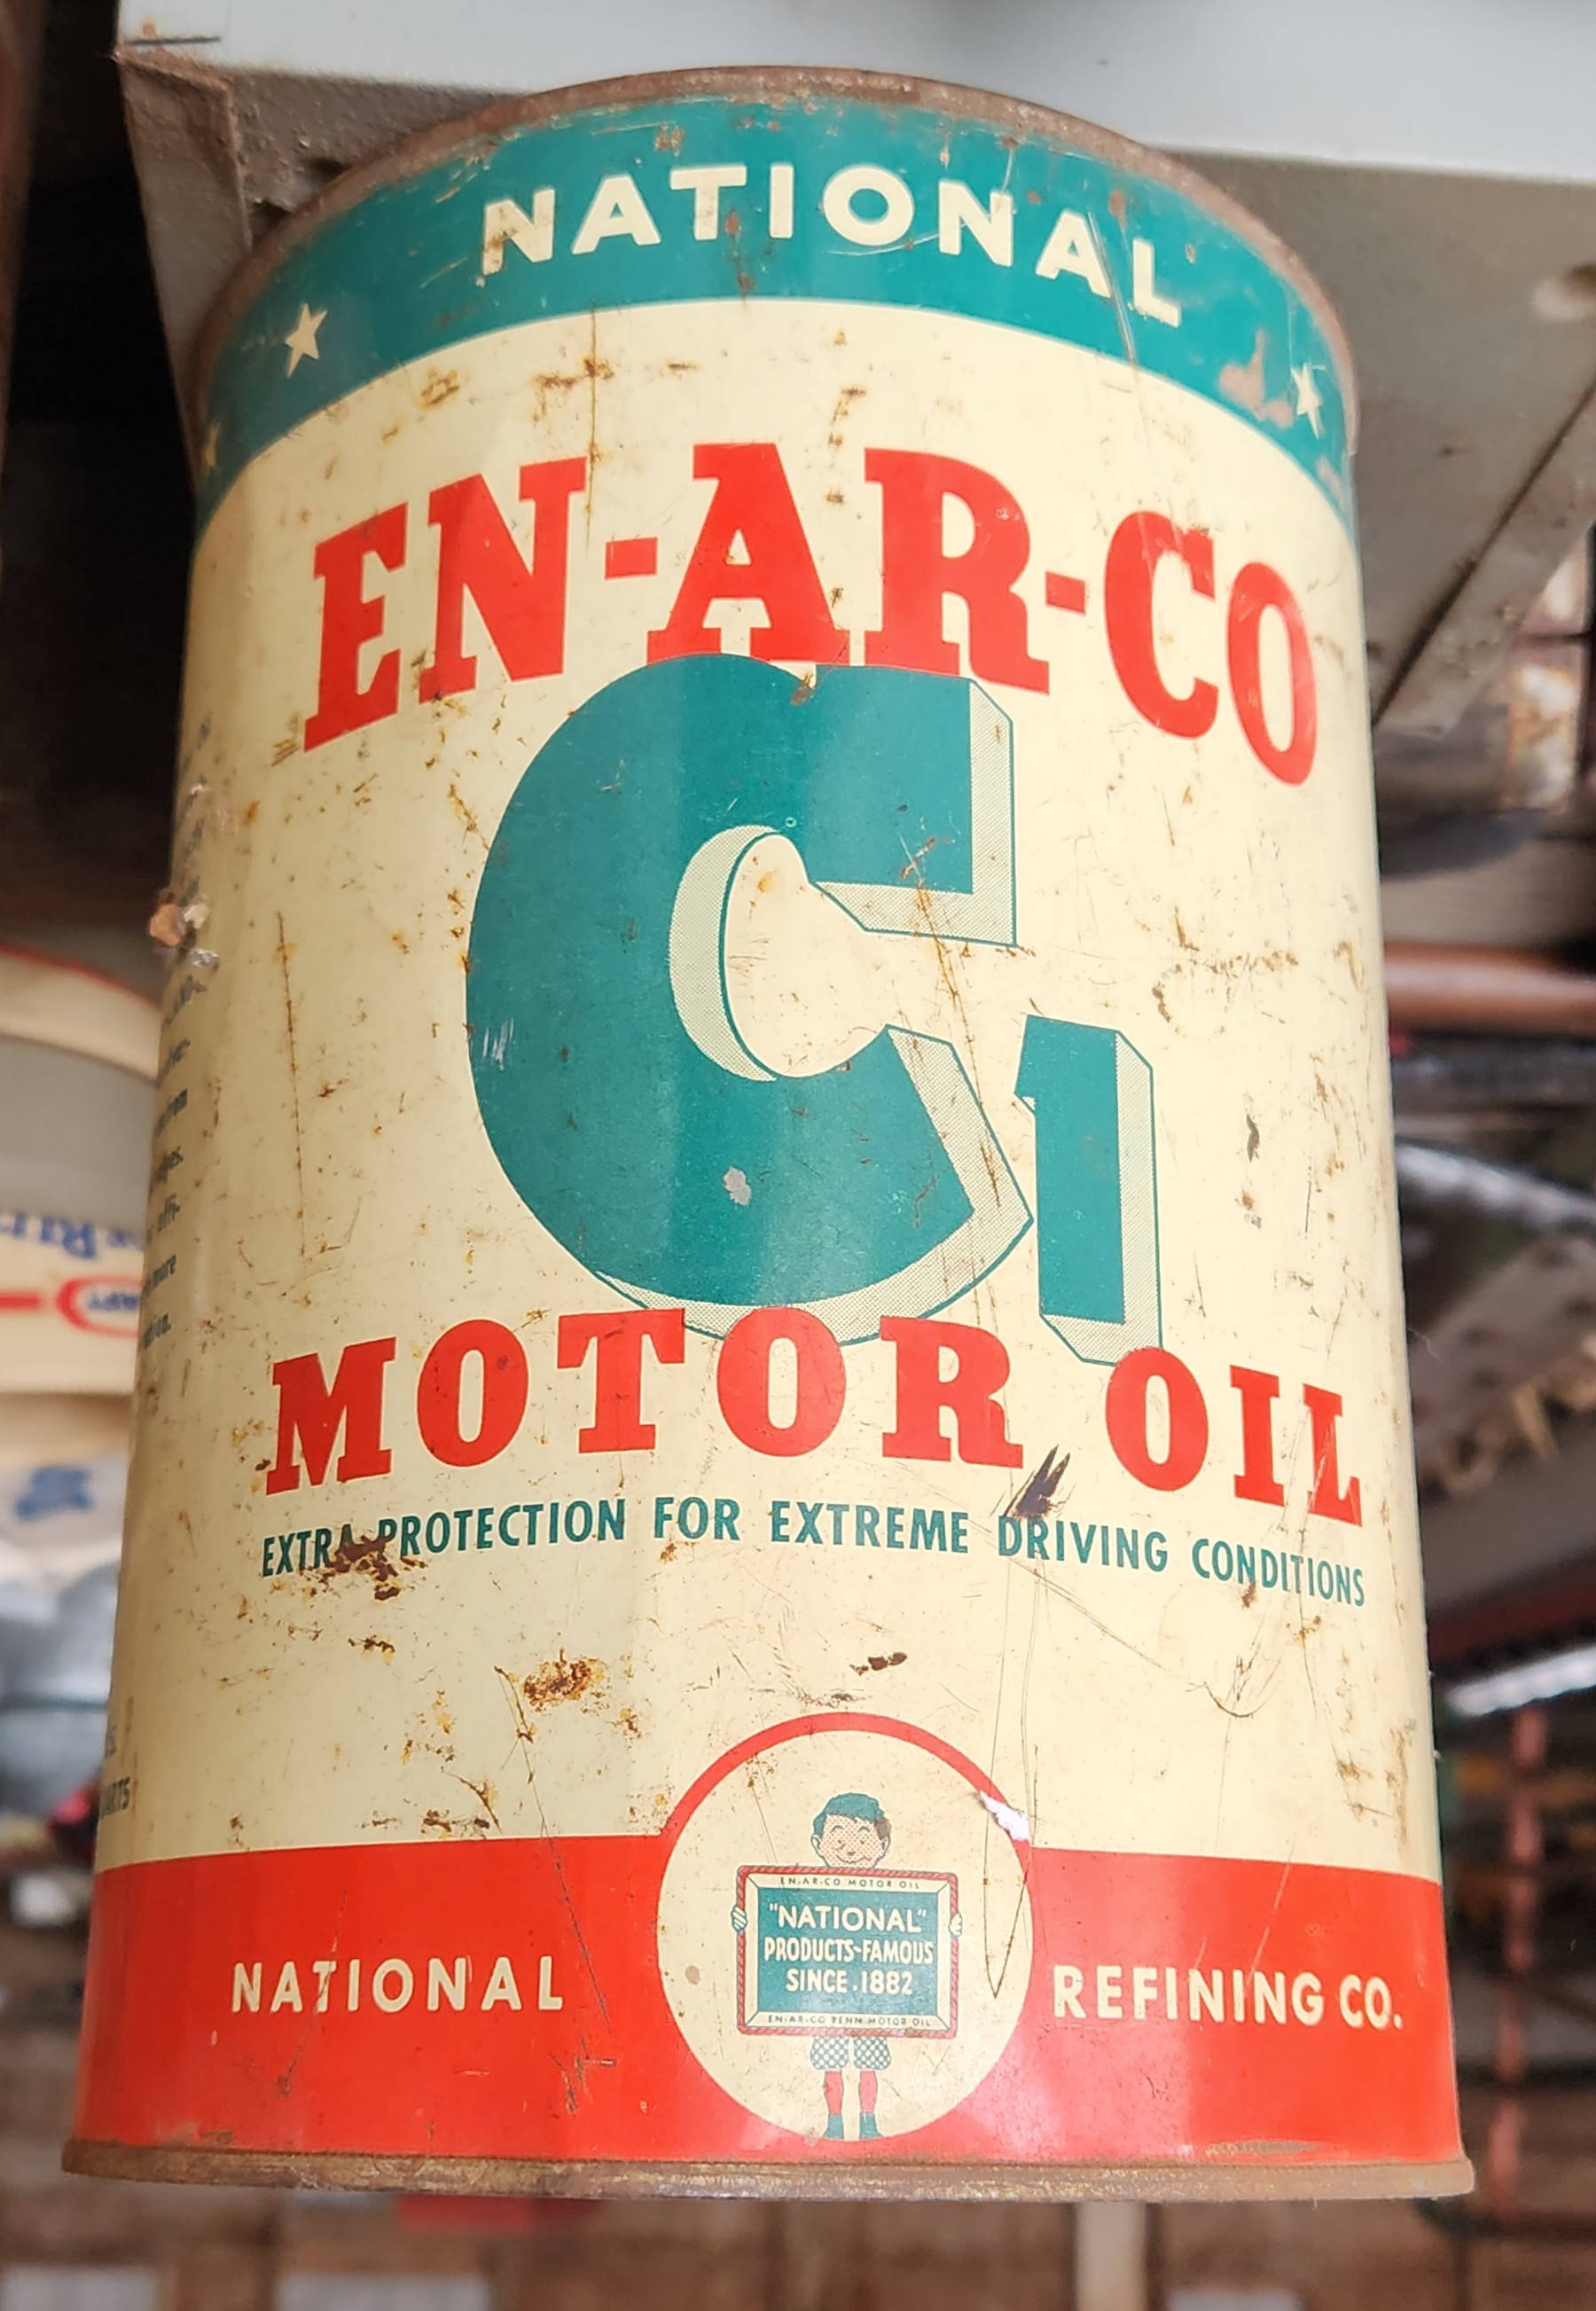 NATIONAL
EN-AR-CO
C1
MOTOR OIL
EXTRA PROTECTION FOR EXTREME DRIVING CONDITIONS
EN·AR·CO MOTOR OIL
"NATIONAL"
PRODUCTS-FAMOUS
SINCE 1882
EN-AR-CO PENN MOTOR OIL
NATIONAL REFINING CO.